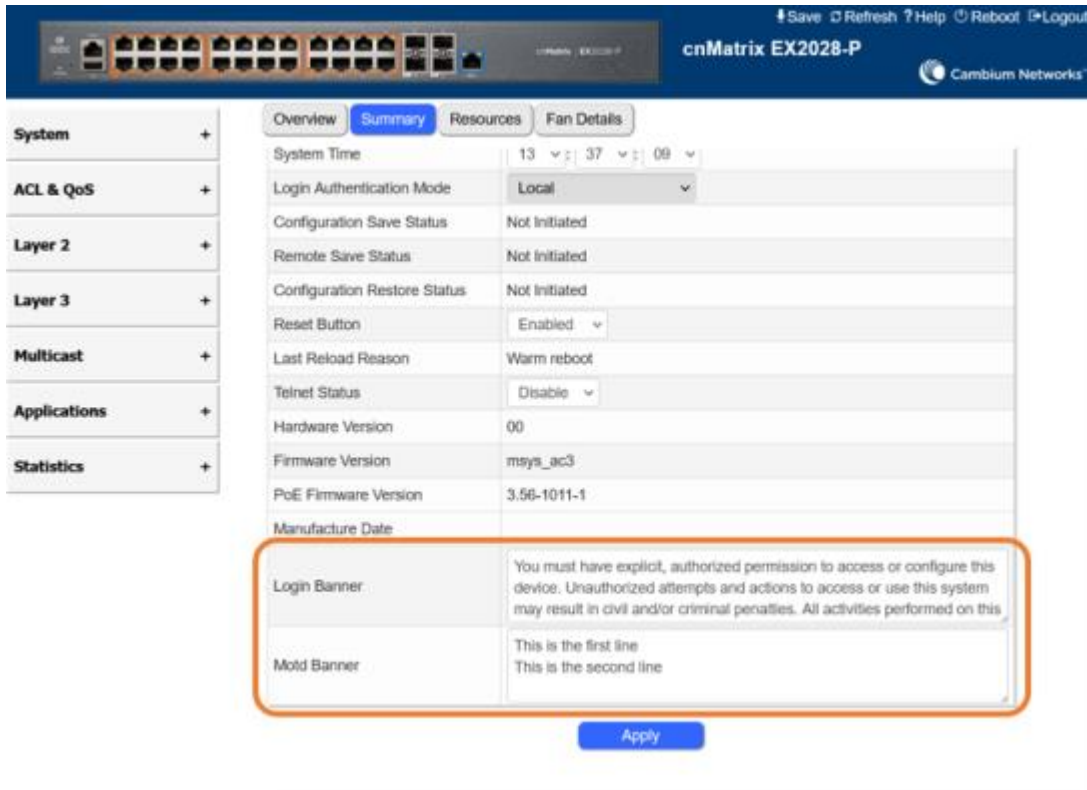 Save Refresh ? Help Reboot Logout
cnMatrix EX2028-P
Cambium Networks
System +
ACL & QoS +
Layer 2 +
Layer 3 +
Multicast +
Applications +
Statistics +
Overview Summary Resources Fan Details
System Time 13 : 37 : 09
Login Authentication Mode Local
Configuration Save Status Not Initiated
Remote Save Status Not Initiated
Configuration Restore Status Not Initiated
Reset Button Enabled
Last Reload Reason Warm reboot
Telnet Status Disable
Hardware Version 00
Firmware Version msys_ac3
PoE Firmware Version 3.56-1011-1
Manufacture Date
Login Banner
You must have explicit, authorized permission to access or configure this
device. Unauthorized attempts and actions to access or use this system
may result in civil and/or criminal penalties. All activities performed on this
Motd Banner
This is the first line
This is the second line
Apply